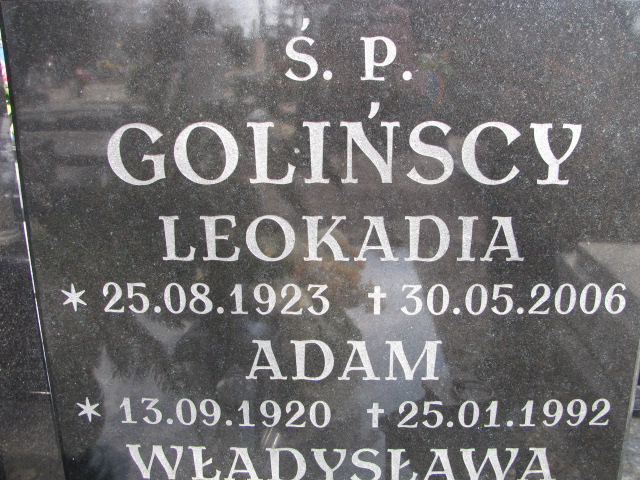 Ś. P.
GOLIŃSCY
LEOKADIA
* 25.08.1923 † 30.05.2006
ADAM
* 13.09.1920 † 25.01.1992
WŁADYSŁAWA